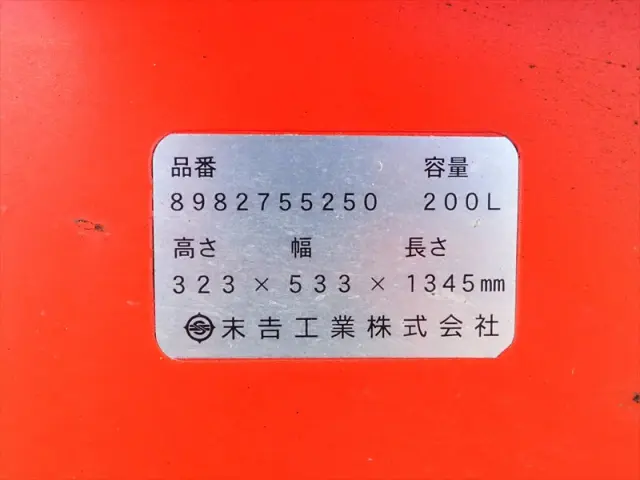 品番 容量
8982755250 200L
高さ 幅 長さ
323 × 533 × 1345mm
末吉工業株式会社